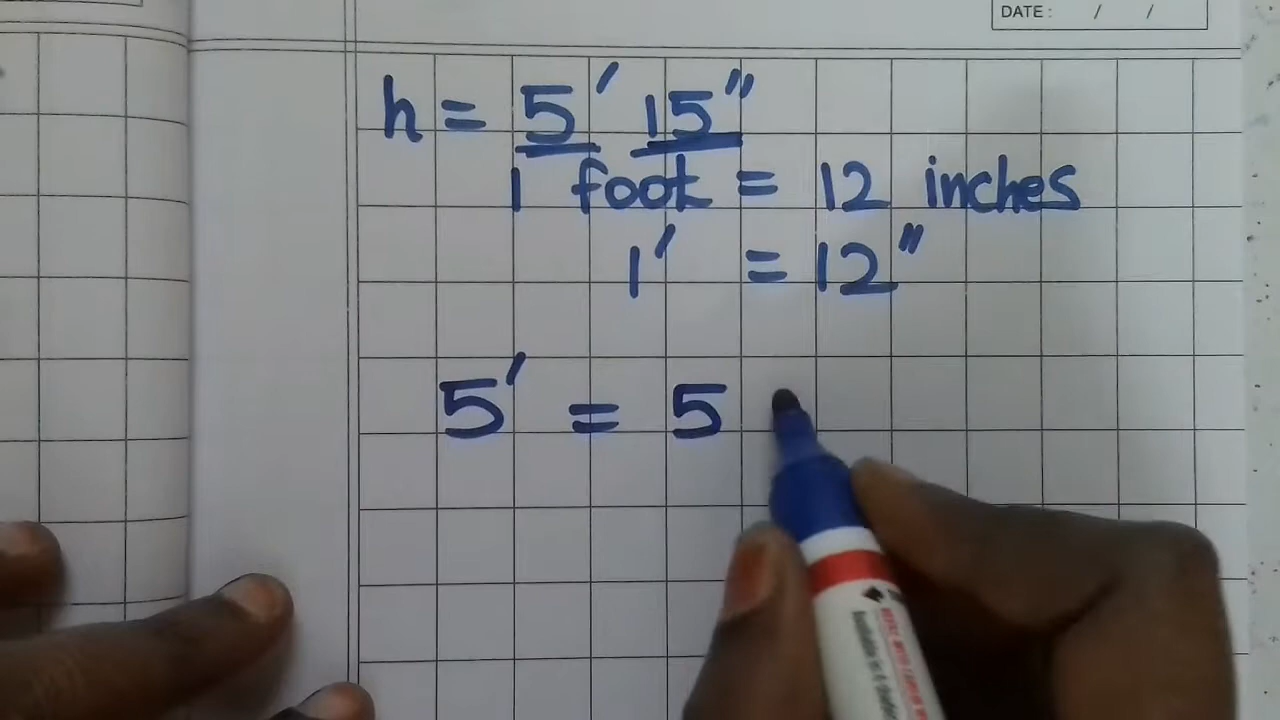 DATE : / /
h = 5' 15"
1 foot = 12 inches
1' = 12"
5' = 5